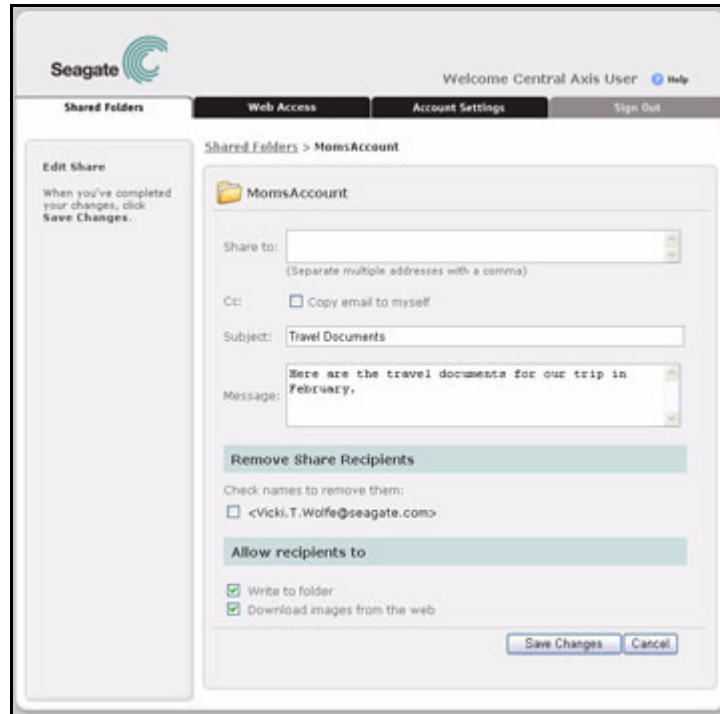 Seagate
Welcome Central Axis User ? Help
Shared Folders Web Access Account Settings Sign Out
Shared Folders > MomsAccount
Edit Share
When you've completed
your changes, click
Save Changes.
MomsAccount
Share to:
(Separate multiple addresses with a comma)
Cc: Copy email to myself
Subject: Travel Documents
Message: Here are the travel documents for our trip in
February.
Remove Share Recipients
Check names to remove them:
<Vicki.T.Wolfe@seagate.com>
Allow recipients to
Write to folder
Download images from the web
Save Changes Cancel